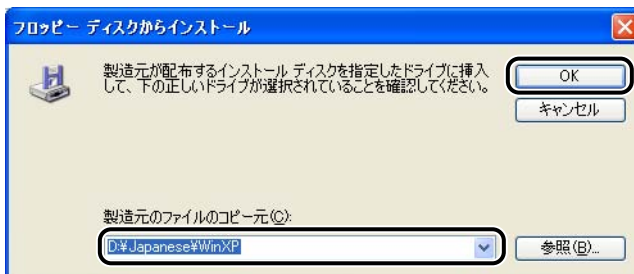 フロッピー ディスクからインストール
製造元が配布するインストール ディスクを指定したドライブに挿入
して、下の正しいドライブが選択されていることを確認してください。
OK
キャンセル
製造元のファイルのコピー元(C):
D:¥Japanese¥WinXP
参照(B)...